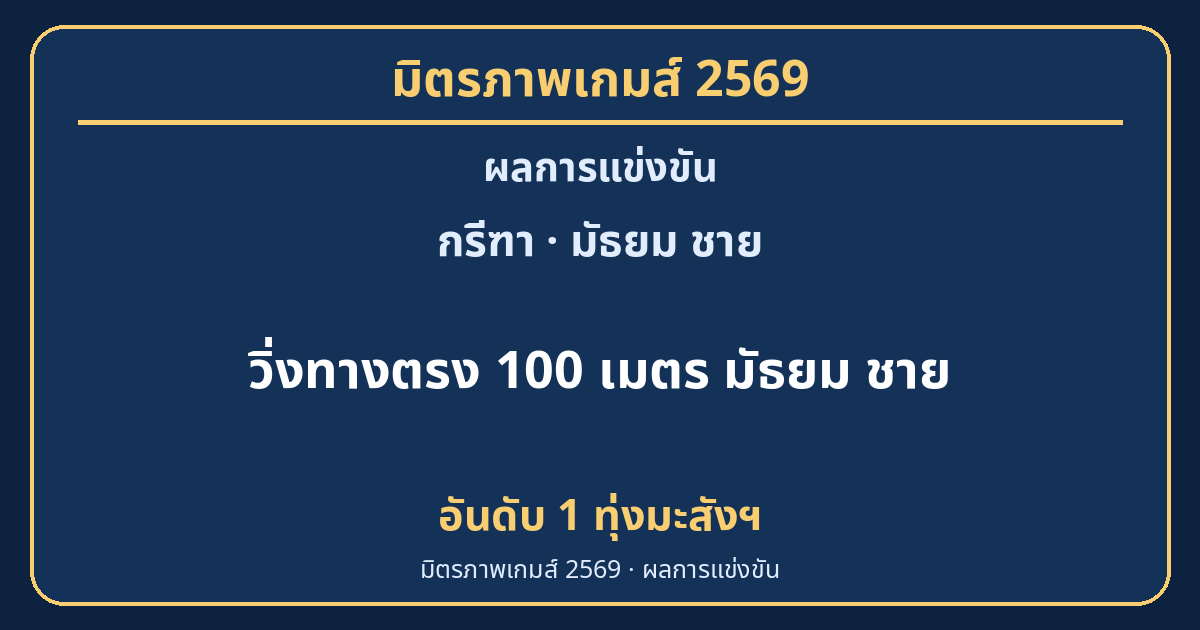 มิตรภาพเกมส์ 2569
ผลการแข่งขัน
กรีฑา · มัธยม ชาย
วิ่งทางตรง 100 เมตร มัธยม ชาย
อันดับ 1 ทุ่งมะสังฯ
มิตรภาพเกมส์ 2569 · ผลการแข่งขัน